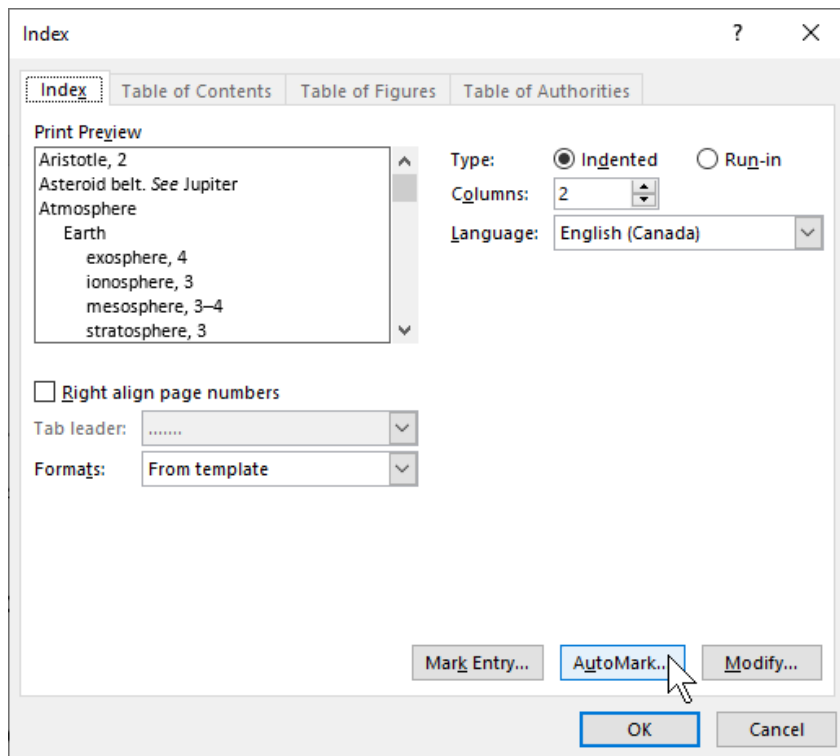 Index
?
Index Table of Contents Table of Figures Table of Authorities
Print Preview
Aristotle, 2
Asteroid belt. See Jupiter
Atmosphere
Earth
exosphere, 4
ionosphere, 3
mesosphere, 3–4
stratosphere, 3
Type: Indented Run-in
Columns: 2
Language: English (Canada)
Right align page numbers
Tab leader: .......
Formats: From template
Mark Entry... AutoMark... Modify...
OK Cancel